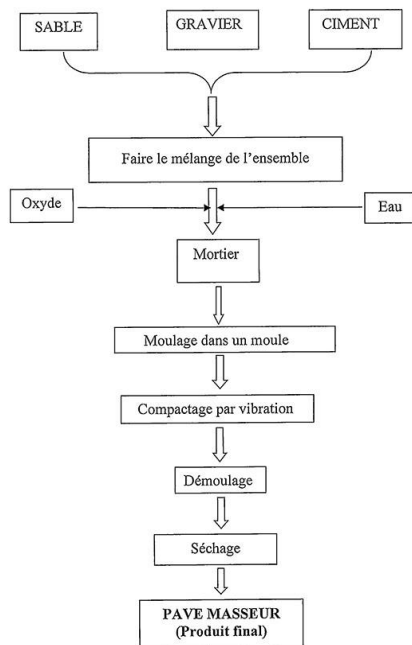 SABLE
GRAVIER
CIMENT
Faire le mélange de l'ensemble
Oxyde
Eau
Mortier
Moulage dans un moule
Compactage par vibration
Démoulage
Séchage
PAVE MASSEUR
(Produit final)